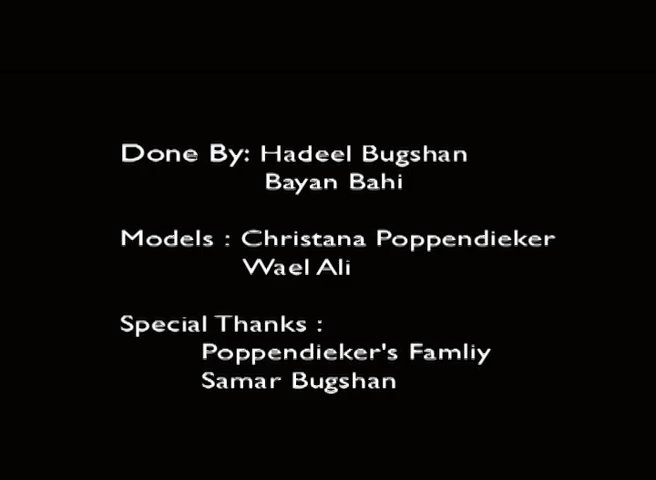 Done By: Hadeel Bugshan
Bayan Bahi
Models : Christana Poppendieker
Wael Ali
Special Thanks :
Poppendieker's Famliy
Samar Bugshan